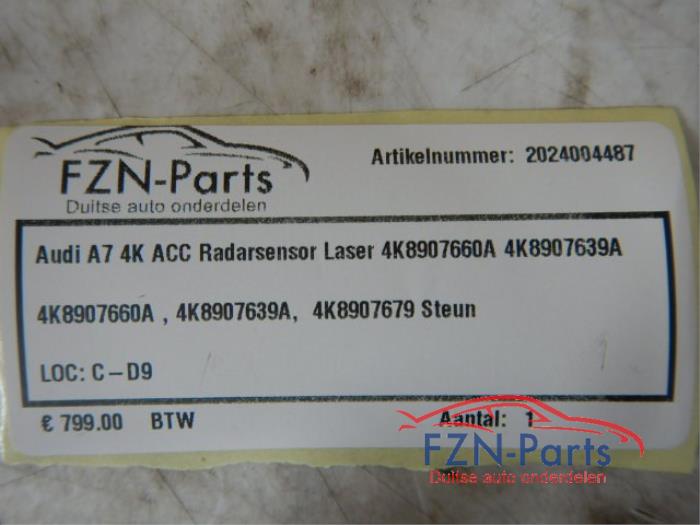 FZN-Parts
Duitse auto onderdelen
Artikelnummer: 2024004487
Audi A7 4K ACC Radarsensor Laser 4K8907660A 4K8907639A
4K8907660A , 4K8907639A, 4K8907679 Steun
LOC: C-D9
€ 799.00 BTW Aantal: 1
FZN-Parts
Duitse auto onderdelen